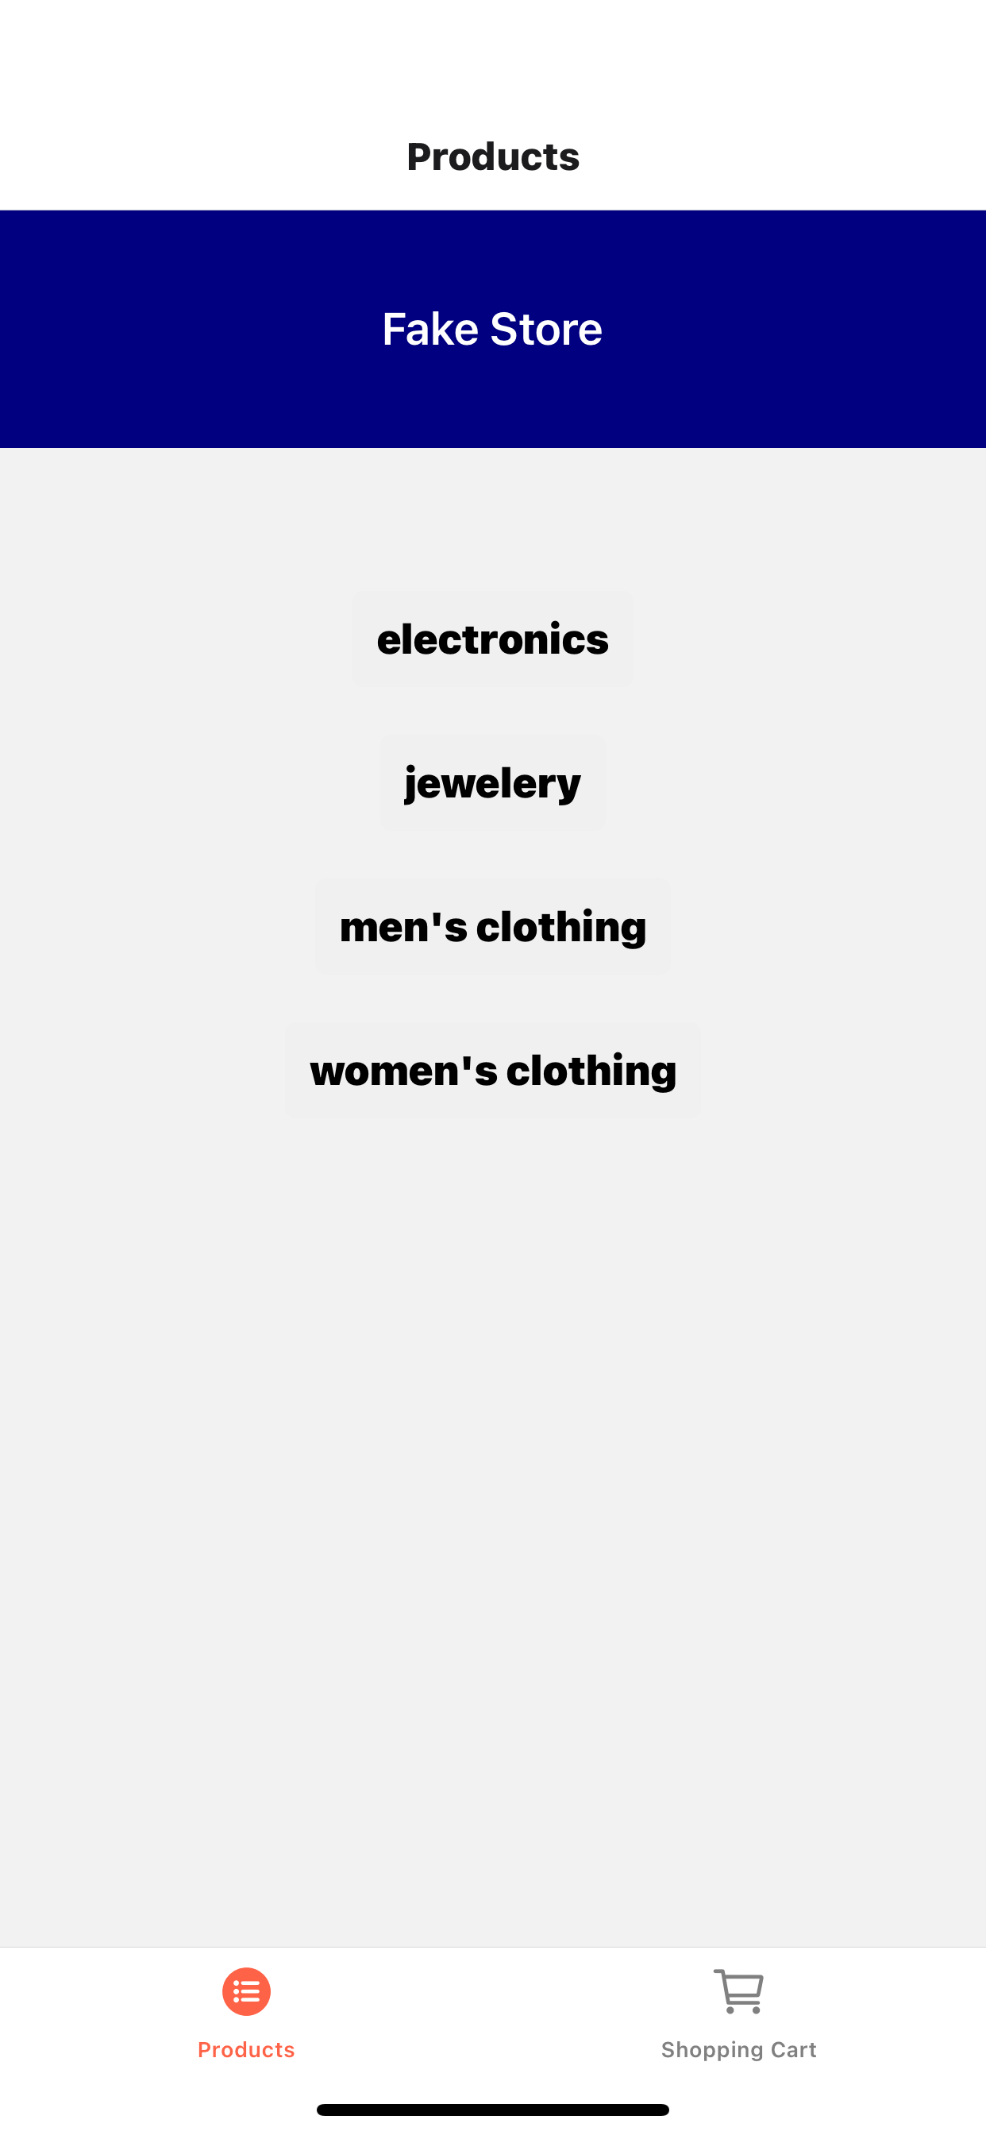 Products
Fake Store
electronics
jewelery
men's clothing
women's clothing
Products
Shopping Cart